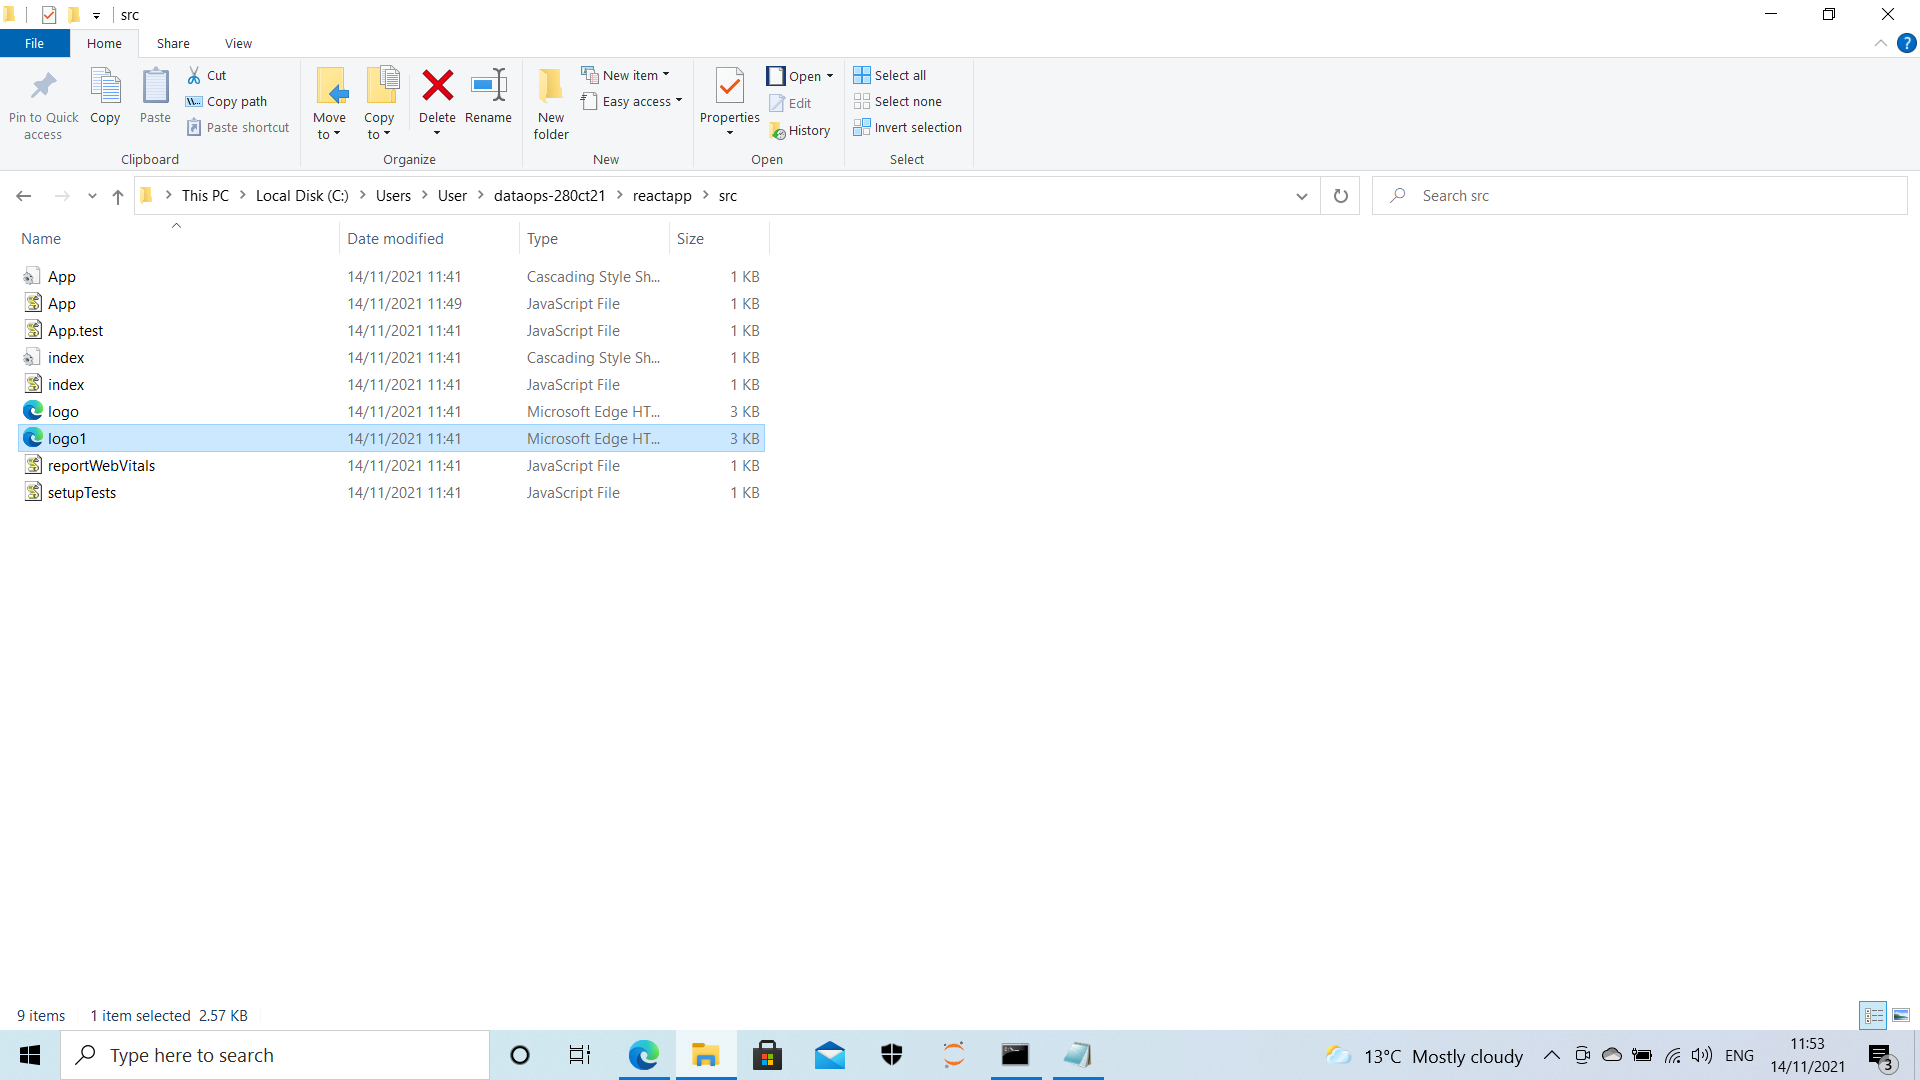 src
File Home Share View
Pin to Quick access
Copy
Paste
Cut
Copy path
Paste shortcut
Clipboard
Move to
Copy to
Delete
Rename
Organize
New folder
New item
Easy access
New
Properties
Open
Edit
History
Open
Select all
Select none
Invert selection
Select
This PC > Local Disk (C:) > Users > User > dataops-280ct21 > reactapp > src
Search src
Name Date modified Type Size
App 14/11/2021 11:41 Cascading Style Sh... 1 KB
App 14/11/2021 11:49 JavaScript File 1 KB
App.test 14/11/2021 11:41 JavaScript File 1 KB
index 14/11/2021 11:41 Cascading Style Sh... 1 KB
index 14/11/2021 11:41 JavaScript File 1 KB
logo 14/11/2021 11:41 Microsoft Edge HT... 3 KB
logo1 14/11/2021 11:41 Microsoft Edge HT... 3 KB
reportWebVitals 14/11/2021 11:41 JavaScript File 1 KB
setupTests 14/11/2021 11:41 JavaScript File 1 KB
9 items 1 item selected 2.57 KB
Type here to search
13°C Mostly cloudy
ENG
11:53
14/11/2021
3